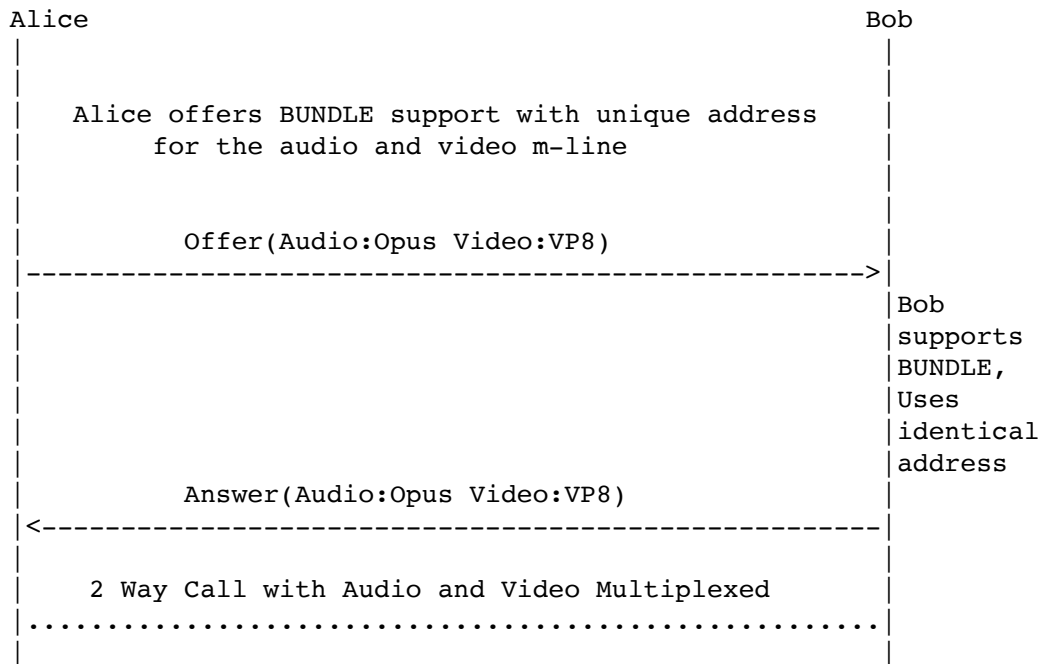 Alice Bob
Alice offers BUNDLE support with unique address
for the audio and video m-line
Offer(Audio:Opus Video:VP8)
|----------------------------------------------------->|
Bob
supports
BUNDLE,
Uses
identical
address
Answer(Audio:Opus Video:VP8)
|<-----------------------------------------------------|
2 Way Call with Audio and Video Multiplexed
|......................................................|